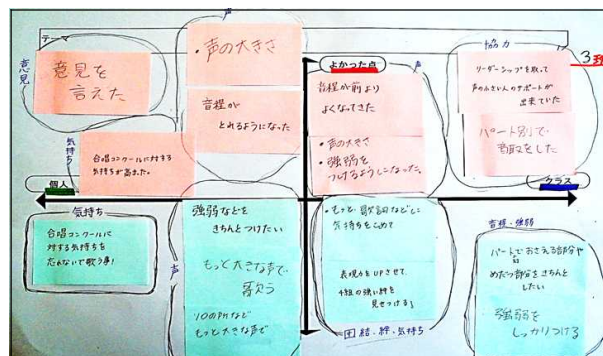 テーマ
声
意見
意見を
言えた
・声の大きさ
音程が
とれるようになった
気持ち
合唱コンクールに対する
気持ちが高まった。
よかった点
声
音程が前より
よくなってきた
・声の大きさ
・強弱を
つけるようになった。
協力
3班
リーダーシップを取って
声の小さい人のサポートが
出来ていた
パート別で
音取をした
個人
クラス
気持ち
合唱コンクールに
対する気持ちを
忘れないで歌う事!
声
強弱などを
きちんとつけたい
もっと大きな声で
歌う
もっと大きな声で
・もっと歌詞などに
気持ちをこめて
表現力をUPさせて、
4組の強い絆を
見せつける
団結、絆、気持ち
音程、強弱
パートでおさえる部分や
めだつ部分をきちんと
したい
強弱を
しっかりつける